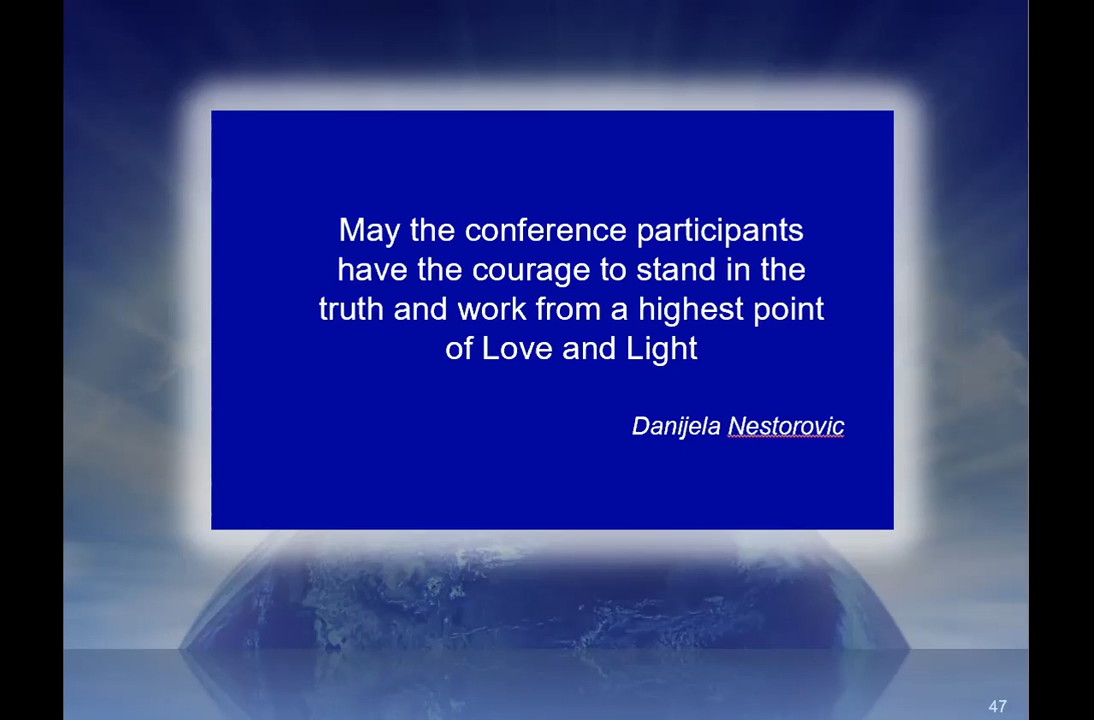 May the conference participants
have the courage to stand in the
truth and work from a highest point
of Love and Light
Danijela Nestorovic
47